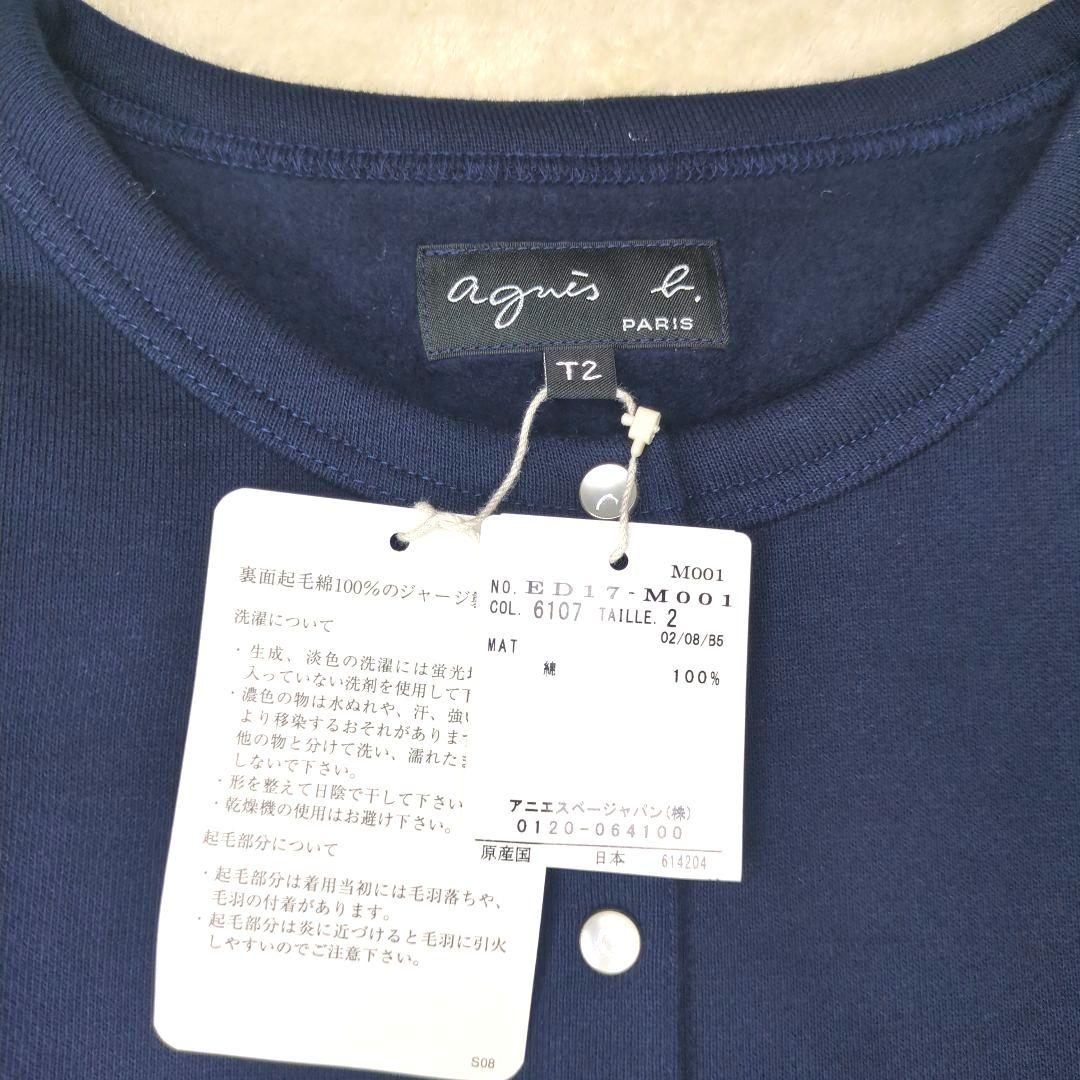 agnès b.
PARIS
T2
裏面起毛綿100%のジャージ製
洗濯について
・生成、淡色の洗濯には蛍光
入っていない洗剤を使用して下
・濃色の物は水ぬれや、汗、強い
より移染するおそれがあります
他の物と分けて洗い、濡れたま
しないで下さい。
・形を整えて日陰で干して下さい
・乾燥機の使用はお避け下さい。
起毛部分について
・起毛部分は着用当初には毛羽落ちや、
毛羽の付着があります。
・起毛部分は炎に近づけると毛羽に引火
しやすいのでご注意下さい。
S08
M001
NO. ED17-M001
COL. 6107 TAILLE. 2
02/08/B5
MAT
綿 100%
アニエスベージャパン(株)
0120-064100
原産国 日本 614204